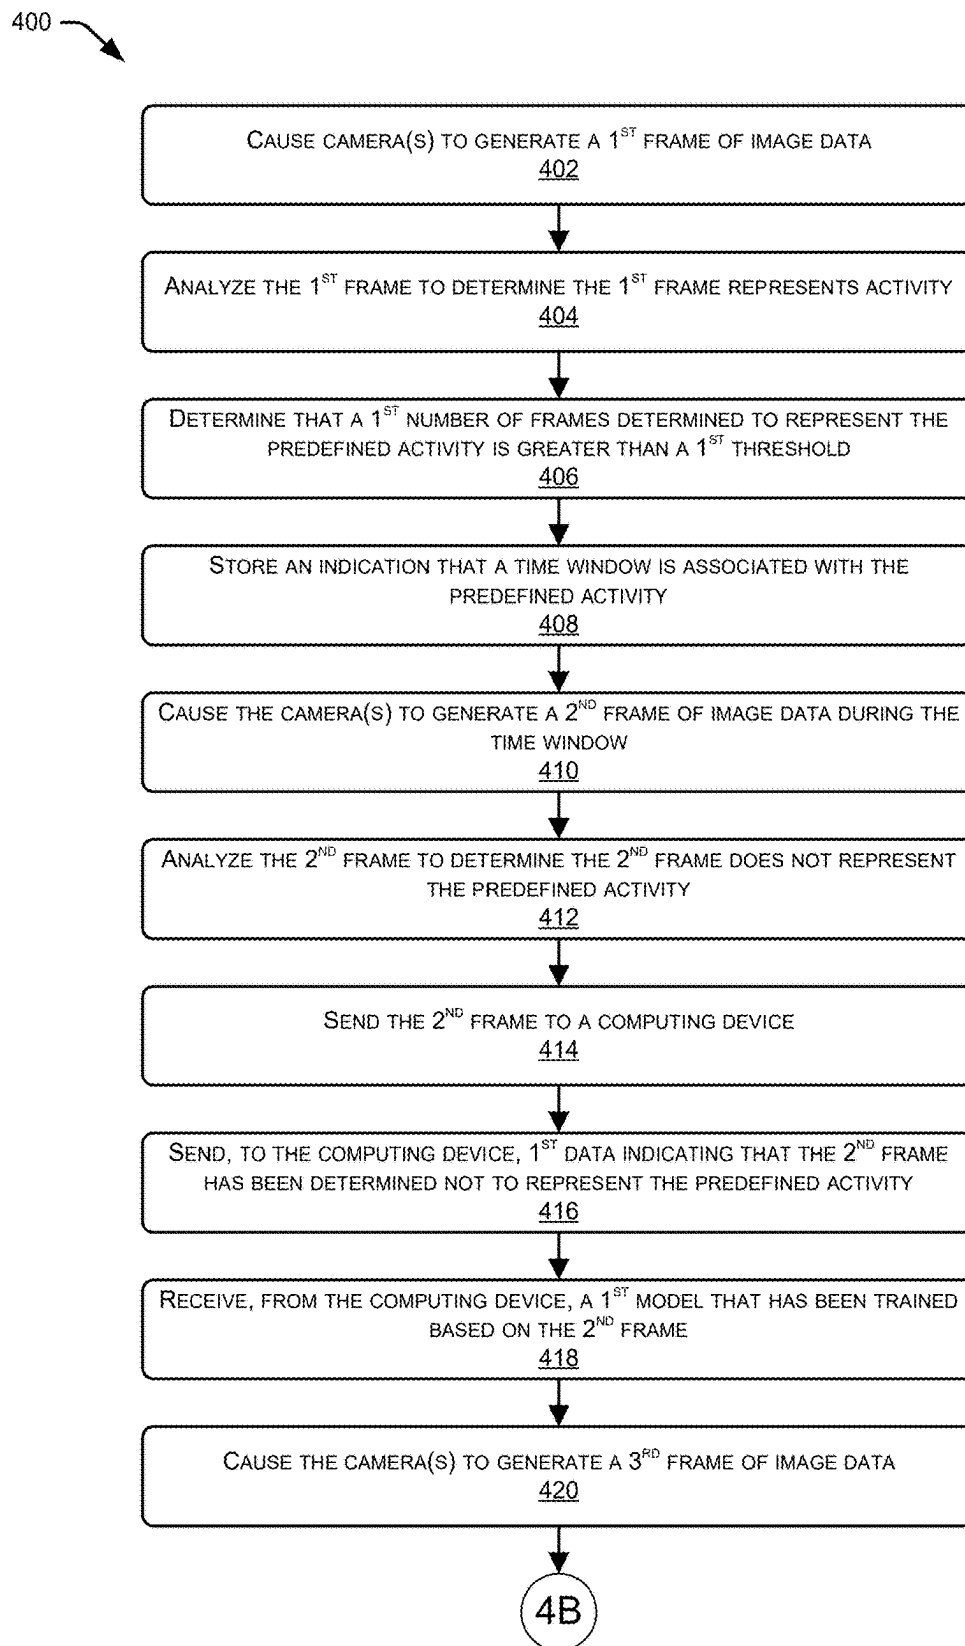 400
CAUSE CAMERA(S) TO GENERATE A 1ST FRAME OF IMAGE DATA
402
ANALYZE THE 1ST FRAME TO DETERMINE THE 1ST FRAME REPRESENTS ACTIVITY
404
DETERMINE THAT A 1ST NUMBER OF FRAMES DETERMINED TO REPRESENT THE
PREDEFINED ACTIVITY IS GREATER THAN A 1ST THRESHOLD
406
STORE AN INDICATION THAT A TIME WINDOW IS ASSOCIATED WITH THE
PREDEFINED ACTIVITY
408
CAUSE THE CAMERA(S) TO GENERATE A 2ND FRAME OF IMAGE DATA DURING THE
TIME WINDOW
410
ANALYZE THE 2ND FRAME TO DETERMINE THE 2ND FRAME DOES NOT REPRESENT
THE PREDEFINED ACTIVITY
412
SEND THE 2ND FRAME TO A COMPUTING DEVICE
414
SEND, TO THE COMPUTING DEVICE, 1ST DATA INDICATING THAT THE 2ND FRAME
HAS BEEN DETERMINED NOT TO REPRESENT THE PREDEFINED ACTIVITY
416
RECEIVE, FROM THE COMPUTING DEVICE, A 1ST MODEL THAT HAS BEEN TRAINED
BASED ON THE 2ND FRAME
418
CAUSE THE CAMERA(S) TO GENERATE A 3RD FRAME OF IMAGE DATA
420
4B